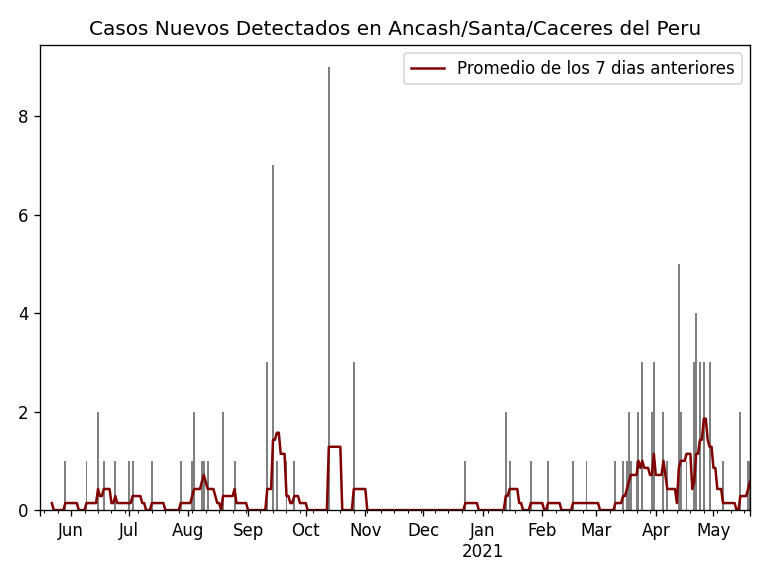 Casos Nuevos Detectados en Ancash/Santa/Caceres del Peru
Promedio de los 7 dias anteriores
8
6
4
2
0
Jun Jul Aug Sep Oct Nov Dec Jan Feb Mar Apr May
2021